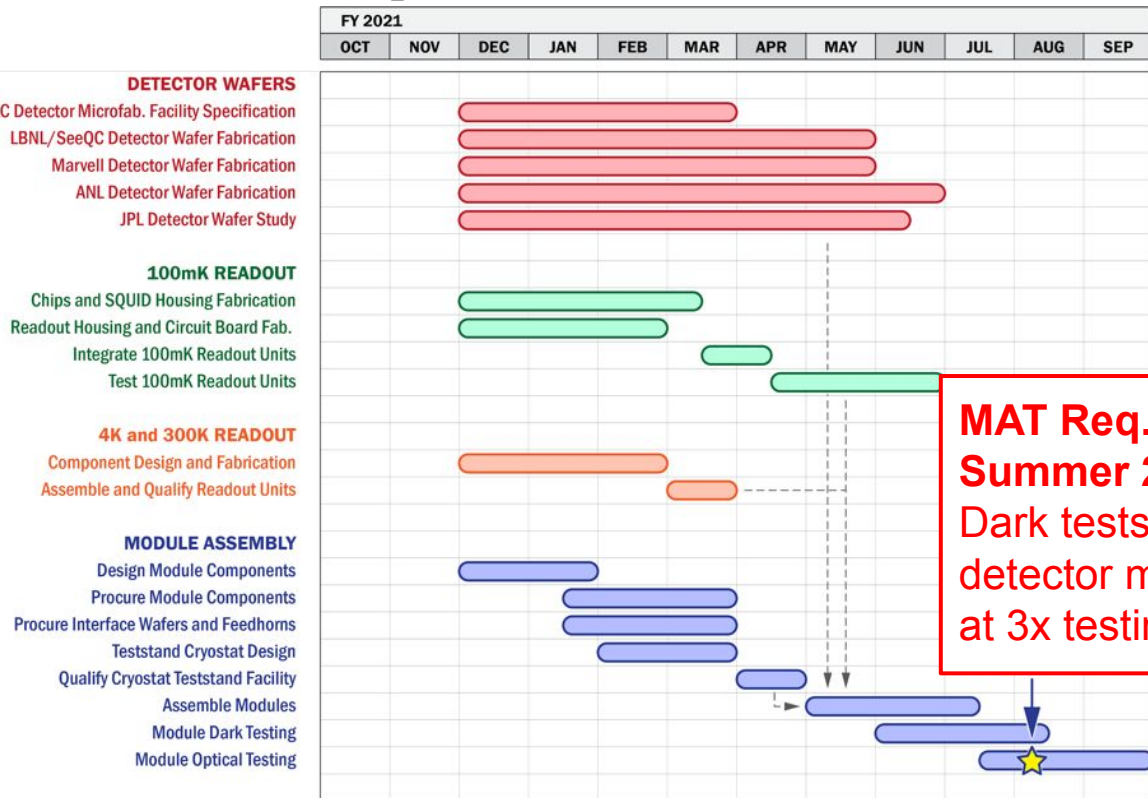 FY 2021
OCT NOV DEC JAN FEB MAR APR MAY JUN JUL AUG SEP
DETECTOR WAFERS
C Detector Microfab. Facility Specification
LBNL/SeeQC Detector Wafer Fabrication
Marvell Detector Wafer Fabrication
ANL Detector Wafer Fabrication
JPL Detector Wafer Study
100mK READOUT
Chips and SQUID Housing Fabrication
Readout Housing and Circuit Board Fab.
Integrate 100mK Readout Units
Test 100mK Readout Units
4K and 300K READOUT
Component Design and Fabrication
Assemble and Qualify Readout Units
MODULE ASSEMBLY
Design Module Components
Procure Module Components
Procure Interface Wafers and Feedhorns
Teststand Cryostat Design
Qualify Cryostat Teststand Facility
Assemble Modules
Module Dark Testing
Module Optical Testing
MAT Req.
Summer 2
Dark tests
detector m
at 3x testin